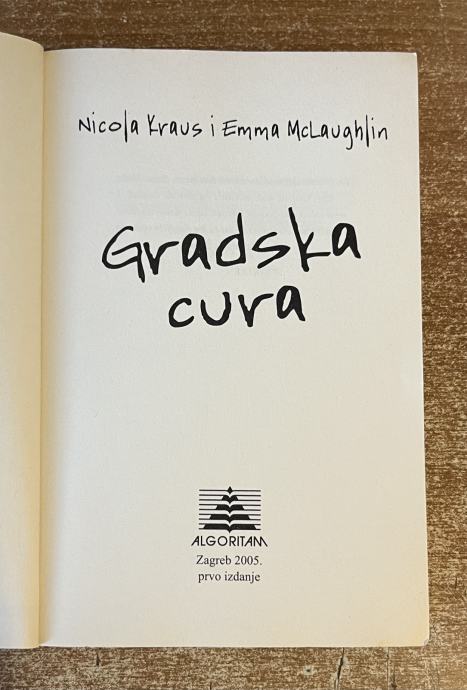 Nicola Kraus i Emma McLaughlin
Gradska
cura
ALGORITAM
Zagreb 2005.
prvo izdanje